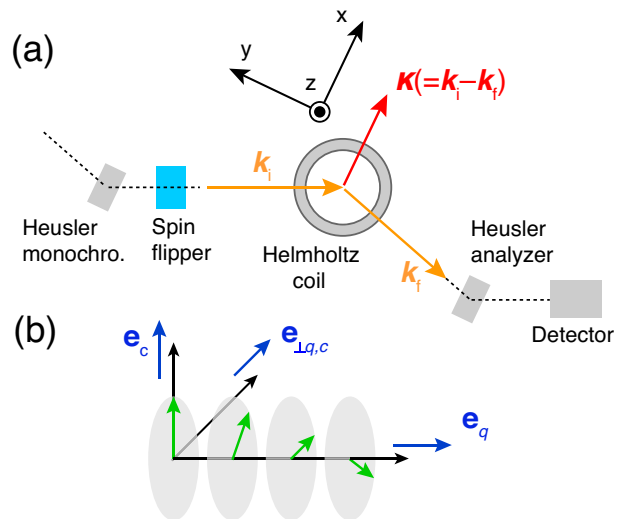 (a)
x
y
z
κ(=ki−kf)
ki
kf
Heusler
monochro.
Spin
flipper
Helmholtz
coil
Heusler
analyzer
Detector
(b)
ec
e⊥q,c
eq